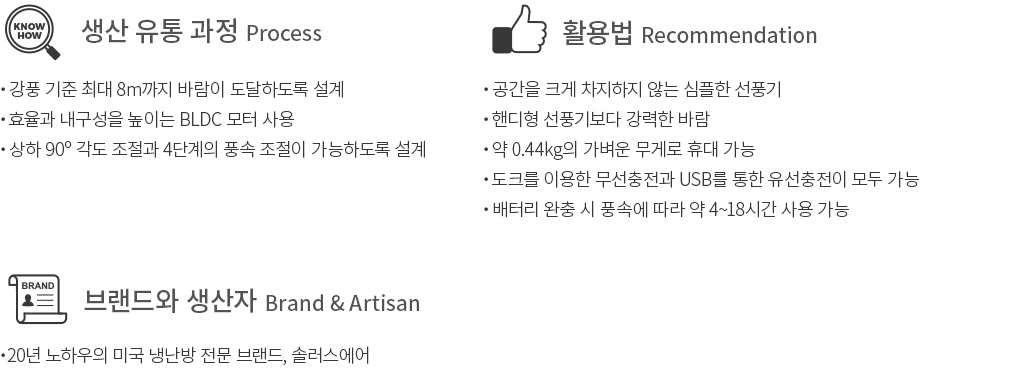 KNOW
HOW
생산 유통 과정 Process
• 강풍 기준 최대 8m까지 바람이 도달하도록 설계
• 효율과 내구성을 높이는 BLDC 모터 사용
• 상하 90º 각도 조절과 4단계의 풍속 조절이 가능하도록 설계
활용법 Recommendation
• 공간을 크게 차지하지 않는 심플한 선풍기
• 핸디형 선풍기보다 강력한 바람
• 약 0.44kg의 가벼운 무게로 휴대 가능
• 도크를 이용한 무선충전과 USB를 통한 유선충전이 모두 가능
• 배터리 완충 시 풍속에 따라 약 4~18시간 사용 가능
BRAND
브랜드와 생산자 Brand & Artisan
•20년 노하우의 미국 냉난방 전문 브랜드, 솔러스에어